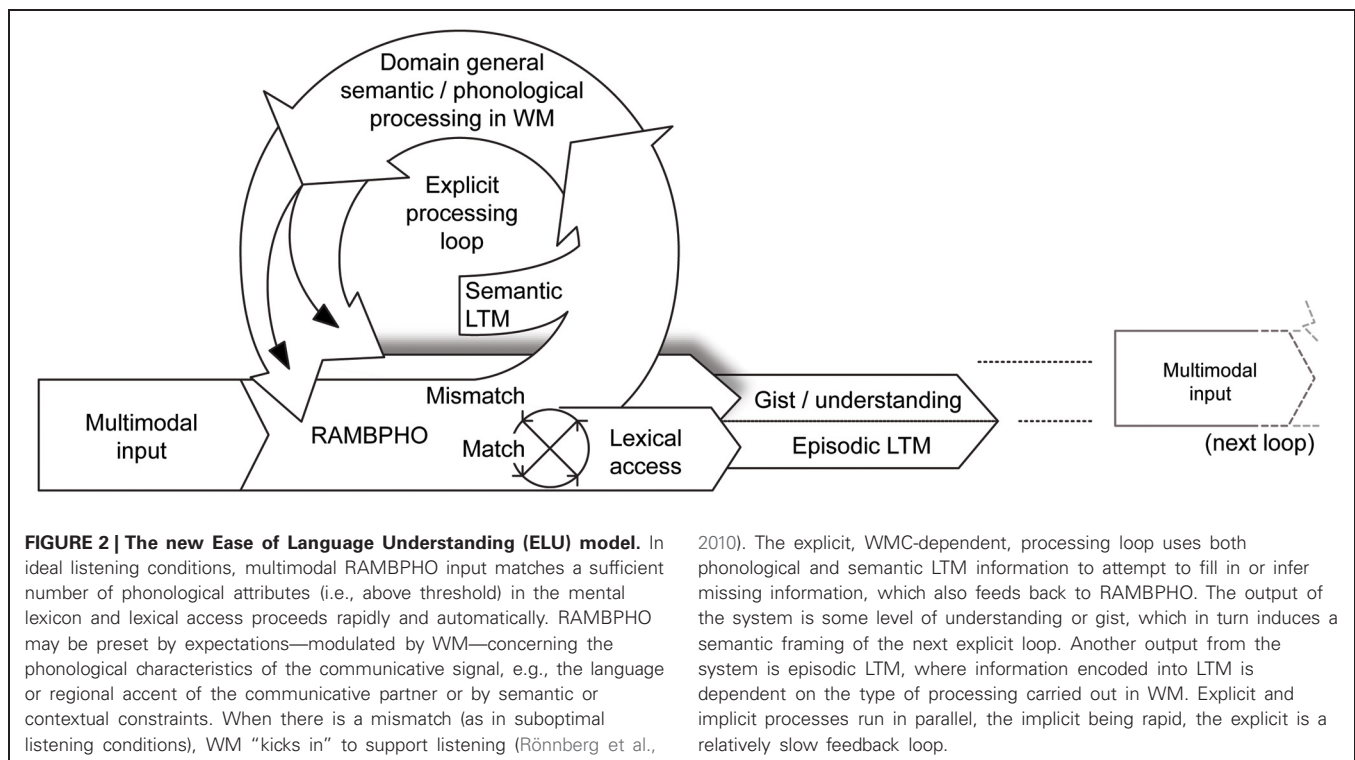 Domain general
semantic / phonological
processing in WM
Explicit
processing
loop
Semantic
LTM
Multimodal
input
RAMBPHO
Mismatch
Match
Lexical
access
Gist / understanding
Episodic LTM
Multimodal
input
(next loop)
FIGURE 2 | The new Ease of Language Understanding (ELU) model. In
ideal listening conditions, multimodal RAMBPHO input matches a sufficient
number of phonological attributes (i.e., above threshold) in the mental
lexicon and lexical access proceeds rapidly and automatically. RAMBPHO
may be preset by expectations—modulated by WM—concerning the
phonological characteristics of the communicative signal, e.g., the language
or regional accent of the communicative partner or by semantic or
contextual constraints. When there is a mismatch (as in suboptimal
listening conditions), WM “kicks in” to support listening (Rönnberg et al.,
2010). The explicit, WMC-dependent, processing loop uses both
phonological and semantic LTM information to attempt to fill in or infer
missing information, which also feeds back to RAMBPHO. The output of
the system is some level of understanding or gist, which in turn induces a
semantic framing of the next explicit loop. Another output from the
system is episodic LTM, where information encoded into LTM is
dependent on the type of processing carried out in WM. Explicit and
implicit processes run in parallel, the implicit being rapid, the explicit is a
relatively slow feedback loop.